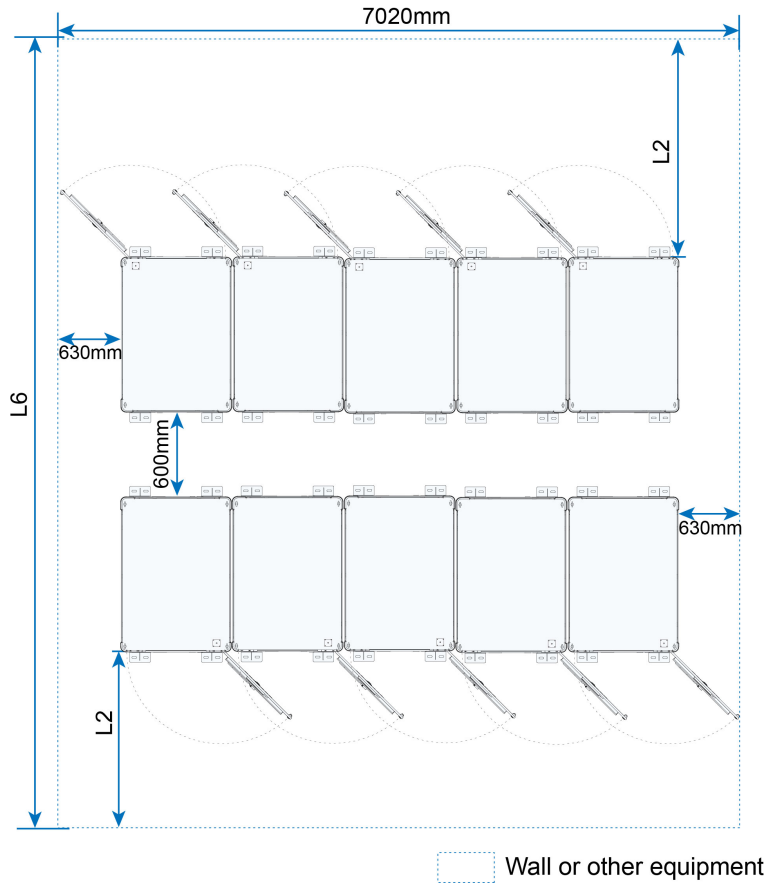 7020mm
L2
630mm
L6
600mm
630mm
L2
Wall or other equipment